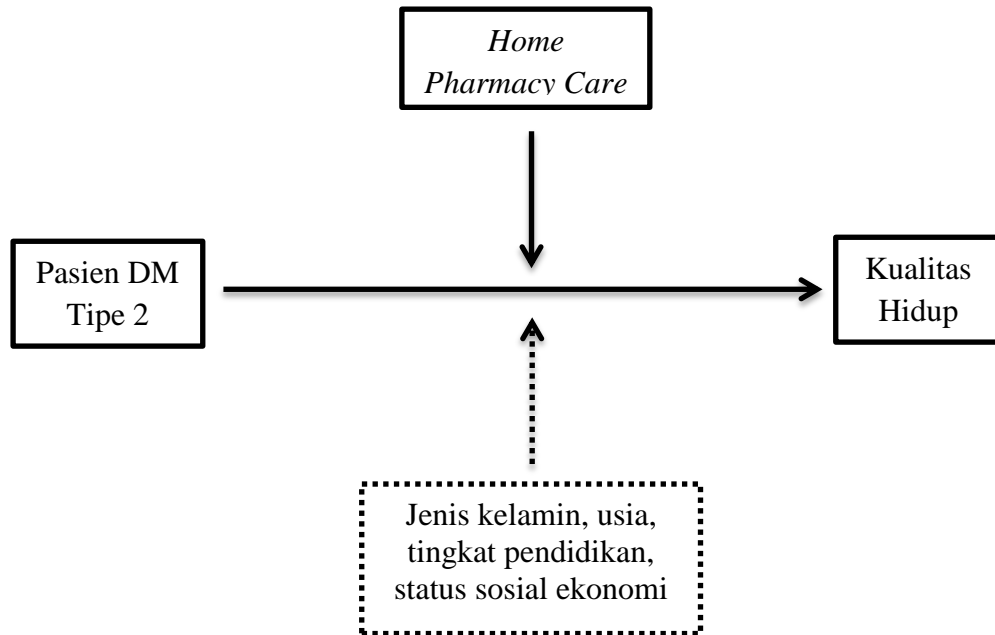 Home
Pharmacy Care
Pasien DM
Tipe 2
Kualitas
Hidup
Jenis kelamin, usia,
tingkat pendidikan,
status sosial ekonomi